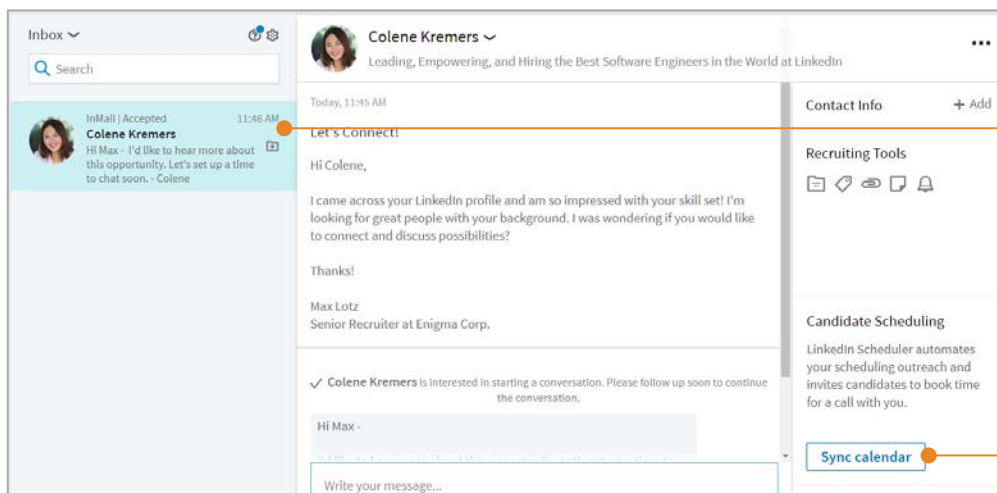 Inbox
Search
InMail | Accepted 11:46 AM
Colene Kremers
Hi Max - I'd like to hear more about
this opportunity. Let's set up a time
to chat soon. - Colene
Colene Kremers
Leading, Empowering, and Hiring the Best Software Engineers in the World at LinkedIn
Today, 11:45 AM
Let's Connect!
Hi Colene,
I came across your LinkedIn profile and am so impressed with your skill set! I'm
looking for great people with your background. I was wondering if you would like
to connect and discuss possibilities?
Thanks!
Max Lotz
Senior Recruiter at Enigma Corp.
Colene Kremers is interested in starting a conversation. Please follow up soon to continue
the conversation.
Hi Max -
Write your message...
Contact Info + Add
Recruiting Tools
Candidate Scheduling
LinkedIn Scheduler automates
your scheduling outreach and
invites candidates to book time
for a call with you.
Sync calendar